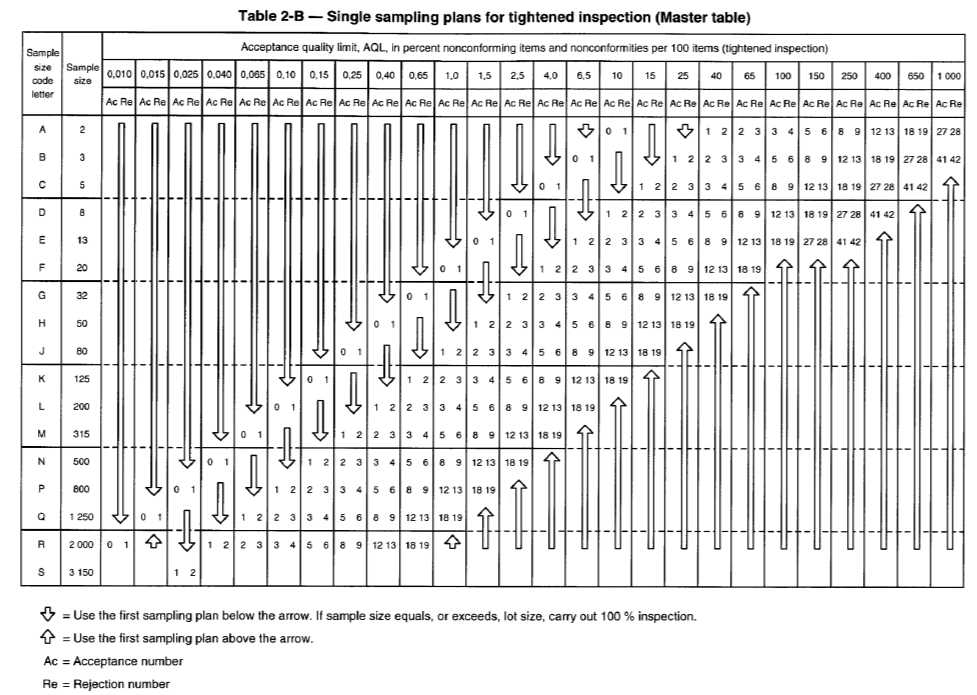 Table 2-B — Single sampling plans for tightened inspection (Master table)
Sample size code letter Sample size Acceptance quality limit, AQL, in percent nonconforming items and nonconformities per 100 items (tightened inspection)
0,010 0,015 0,025 0,040 0,065 0,10 0,15 0,25 0,40 0,65 1,0 1,5 2,5 4,0 6,5 10 15 25 40 65 100 150 250 400 650 1 000
Ac Re Ac Re Ac Re Ac Re Ac Re Ac Re Ac Re Ac Re Ac Re Ac Re Ac Re Ac Re Ac Re Ac Re Ac Re Ac Re Ac Re Ac Re Ac Re Ac Re Ac Re Ac Re Ac Re Ac Re Ac Re Ac Re
A 2 0 1 1 2 2 3 3 4 5 6 8 9 12 13 18 19 27 28
B 3 0 1 1 2 2 3 3 4 5 6 8 9 12 13 18 19 27 28 41 42
C 5 0 1 1 2 2 3 3 4 5 6 8 9 12 13 18 19 27 28 41 42
D 8 0 1 1 2 2 3 3 4 5 6 8 9 12 13 18 19 27 28 41 42
E 13 0 1 1 2 2 3 3 4 5 6 8 9 12 13 18 19 27 28 41 42
F 20 0 1 1 2 2 3 3 4 5 6 8 9 12 13 18 19
G 32 0 1 1 2 2 3 3 4 5 6 8 9 12 13 18 19
H 50 0 1 1 2 2 3 3 4 5 6 8 9 12 13 18 19
J 80 0 1 1 2 2 3 3 4 5 6 8 9 12 13 18 19
K 125 0 1 1 2 2 3 3 4 5 6 8 9 12 13 18 19
L 200 0 1 1 2 2 3 3 4 5 6 8 9 12 13 18 19
M 315 0 1 1 2 2 3 3 4 5 6 8 9 12 13 18 19
N 500 0 1 1 2 2 3 3 4 5 6 8 9 12 13 18 19
P 800 0 1 1 2 2 3 3 4 5 6 8 9 12 13 18 19
Q 1 250 0 1 1 2 2 3 3 4 5 6 8 9 12 13 18 19
R 2 000 0 1 1 2 2 3 3 4 5 6 8 9 12 13 18 19
S 3 150 1 2
= Use the first sampling plan below the arrow. If sample size equals, or exceeds, lot size, carry out 100 % inspection.
= Use the first sampling plan above the arrow.
Ac = Acceptance number
Re = Rejection number